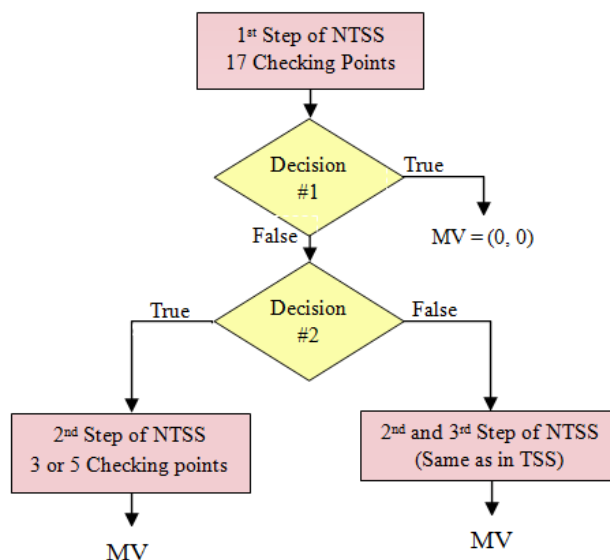 1st Step of NTSS
17 Checking Points
Decision
#1
True
MV = (0, 0)
False
Decision
#2
True
False
2nd Step of NTSS
3 or 5 Checking points
2nd and 3rd Step of NTSS
(Same as in TSS)
MV
MV